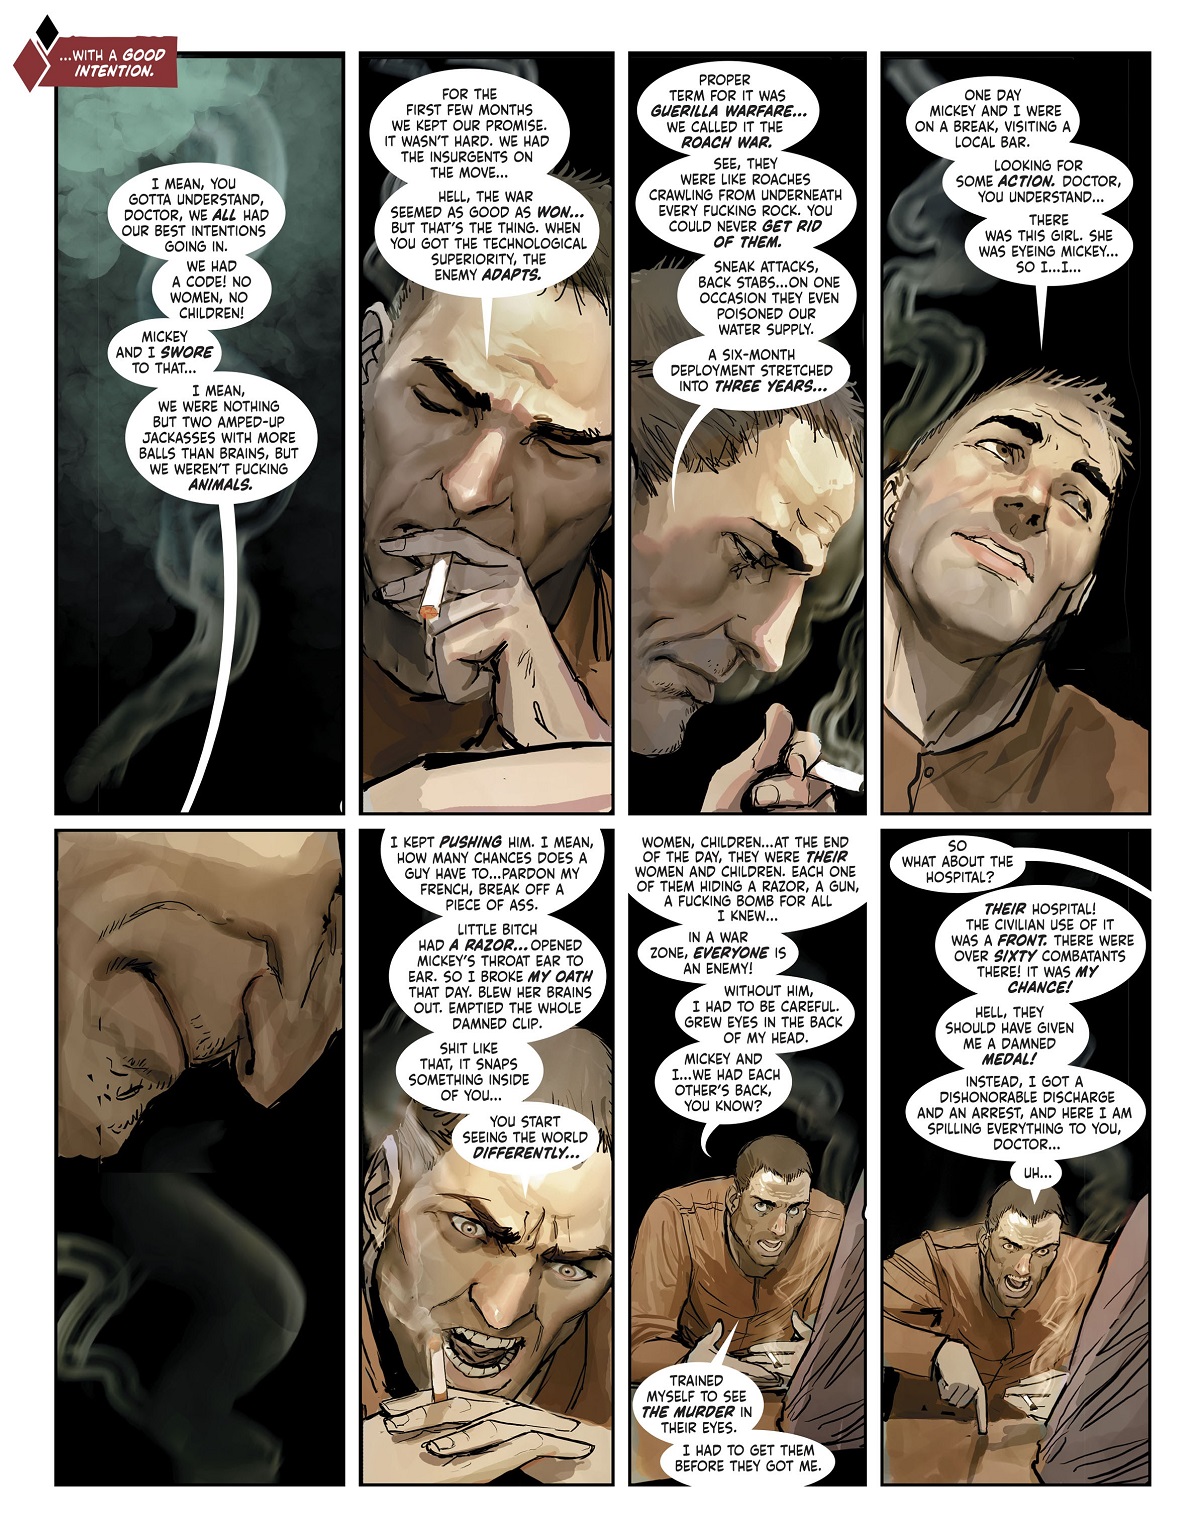 ...WITH A GOOD
INTENTION.
I MEAN, YOU
GOTTA UNDERSTAND,
DOCTOR, WE ALL HAD
OUR BEST INTENTIONS
GOING IN.
WE HAD
A CODE! NO
WOMEN, NO
CHILDREN!
MICKEY
AND I SWORE
TO THAT...
I MEAN,
WE WERE NOTHING
BUT TWO AMPED-UP
JACKASSES WITH MORE
BALLS THAN BRAINS, BUT
WE WEREN'T FUCKING
ANIMALS.
FOR THE
FIRST FEW MONTHS
WE KEPT OUR PROMISE.
IT WASN'T HARD. WE HAD
THE INSURGENTS ON
THE MOVE...
HELL, THE WAR
SEEMED AS GOOD AS WON...
BUT THAT'S THE THING. WHEN
YOU GOT THE TECHNOLOGICAL
SUPERIORITY, THE
ENEMY ADAPTS.
PROPER
TERM FOR IT WAS
GUERILLA WARFARE...
WE CALLED IT THE
ROACH WAR.
SEE, THEY
WERE LIKE ROACHES
CRAWLING FROM UNDERNEATH
EVERY FUCKING ROCK. YOU
COULD NEVER GET RID
OF THEM.
SNEAK ATTACKS,
BACK STABS...ON ONE
OCCASION THEY EVEN
POISONED OUR
WATER SUPPLY.
A SIX-MONTH
DEPLOYMENT STRETCHED
INTO THREE YEARS...
ONE DAY
MICKEY AND I WERE
ON A BREAK, VISITING A
LOCAL BAR.
LOOKING FOR
SOME ACTION. DOCTOR,
YOU UNDERSTAND...
THERE
WAS THIS GIRL. SHE
WAS EYEING MICKEY...
SO I...I...
I KEPT PUSHING HIM. I MEAN,
HOW MANY CHANCES DOES A
GUY HAVE TO...PARDON MY
FRENCH, BREAK OFF A
PIECE OF ASS.
LITTLE BITCH
HAD A RAZOR...OPENED
MICKEY'S THROAT EAR TO
EAR. SO I BROKE MY OATH
THAT DAY. BLEW HER BRAINS
OUT. EMPTIED THE WHOLE
DAMNED CLIP.
SHIT LIKE
THAT, IT SNAPS
SOMETHING INSIDE
OF YOU...
YOU START
SEEING THE WORLD
DIFFERENTLY...
WOMEN, CHILDREN...AT THE END
OF THE DAY, THEY WERE THEIR
WOMEN AND CHILDREN. EACH ONE
OF THEM HIDING A RAZOR, A GUN,
A FUCKING BOMB FOR ALL
I KNEW...
IN A WAR
ZONE, EVERYONE IS
AN ENEMY!
WITHOUT HIM,
I HAD TO BE CAREFUL.
GREW EYES IN THE BACK
OF MY HEAD.
MICKEY AND
I...WE HAD EACH
OTHER'S BACK,
YOU KNOW?
TRAINED
MYSELF TO SEE
THE MURDER IN
THEIR EYES.
I HAD TO GET THEM
BEFORE THEY GOT ME.
SO
WHAT ABOUT THE
HOSPITAL?
THEIR HOSPITAL!
THE CIVILIAN USE OF IT
WAS A FRONT. THERE WERE
OVER SIXTY COMBATANTS
THERE! IT WAS MY
CHANCE!
HELL, THEY
SHOULD HAVE GIVEN
ME A DAMNED
MEDAL!
INSTEAD, I GOT A
DISHONORABLE DISCHARGE
AND AN ARREST, AND HERE I AM
SPILLING EVERYTHING TO YOU,
DOCTOR...
UH...